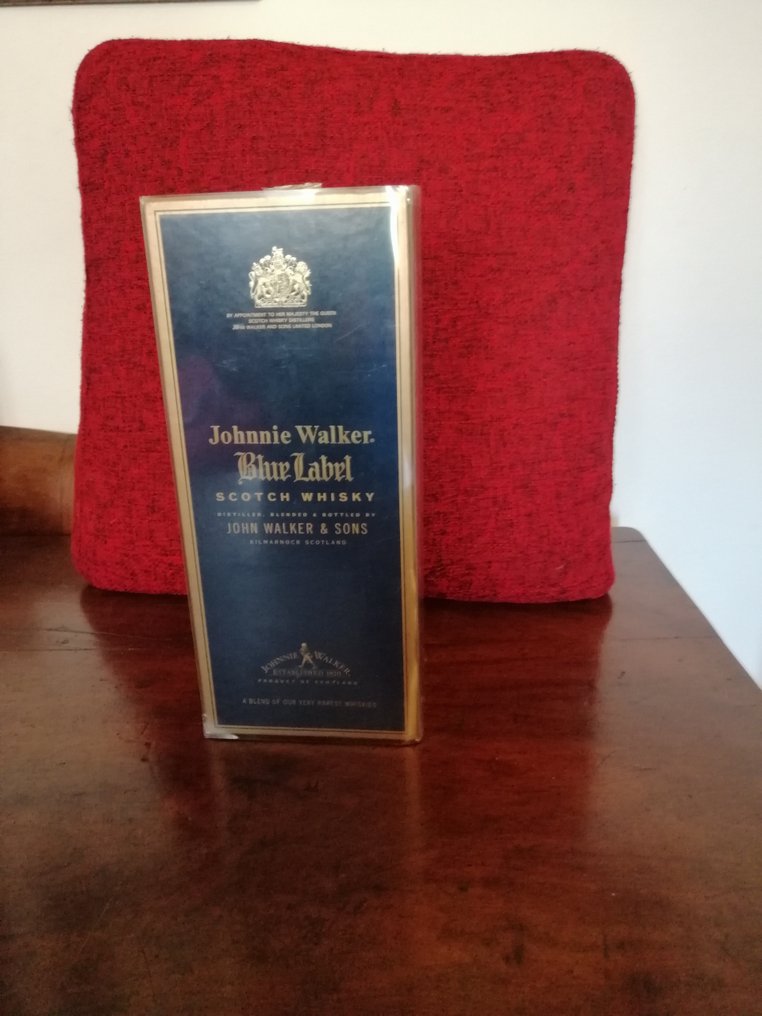 BY APPOINTMENT TO HER MAJESTY THE QUEEN
SCOTCH WHISKY DISTILLERS
John WALKER AND SONS LIMITED LONDON
Johnnie Walker.
Blue Label
SCOTCH WHISKY
DISTILLED, BLENDED & BOTTLED BY
JOHN WALKER & SONS
KILMARNOCK SCOTLAND
JOHNNIE WALKER
ESTABLISHED 1820
PRODUCT OF SCOTLAND
A BLEND OF OUR VERY RAREST WHISKIES